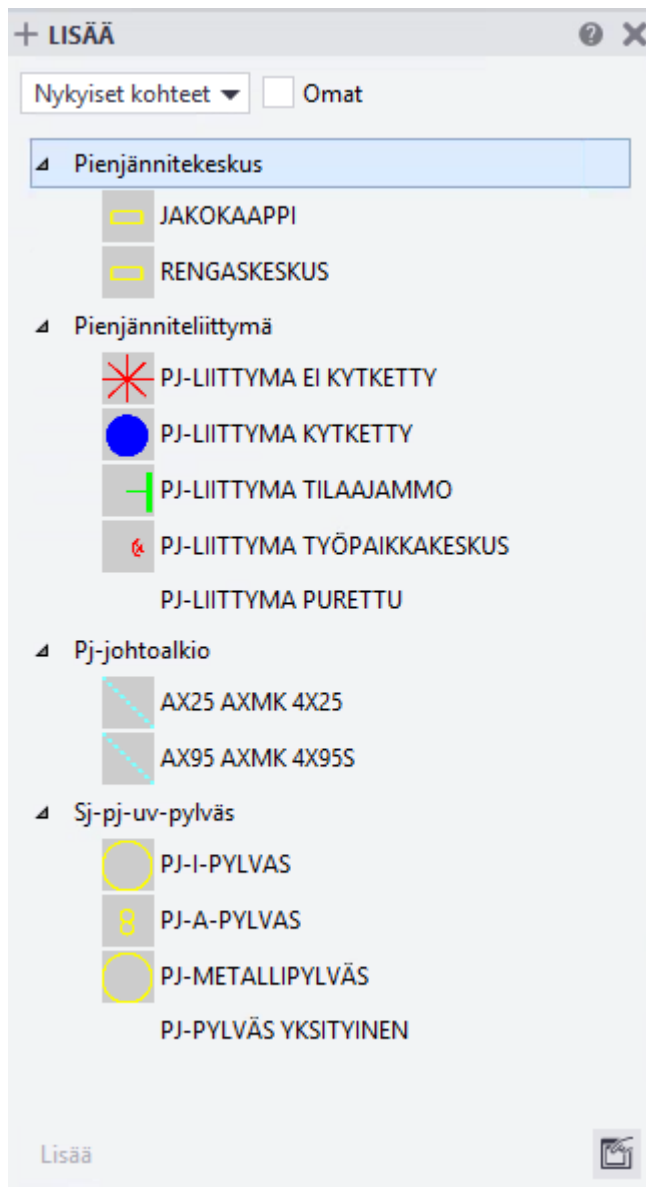 + LISÄÄ
Nykyiset kohteet Omat
Pienjännitekeskus
JAKOKAAPPI
RENGASKESKUS
Pienjänniteliittymä
PJ-LIITTYMA EI KYTKETTY
PJ-LIITTYMA KYTKETTY
PJ-LIITTYMA TILAAJAMMO
PJ-LIITTYMA TYÖPAIKKAKESKUS
PJ-LIITTYMA PURETTU
Pj-johtoalkio
AX25 AXMK 4X25
AX95 AXMK 4X95S
Sj-pj-uv-pylväs
PJ-I-PYLVAS
PJ-A-PYLVAS
PJ-METALLIPYLVÄS
PJ-PYLVÄS YKSITYINEN
Lisää